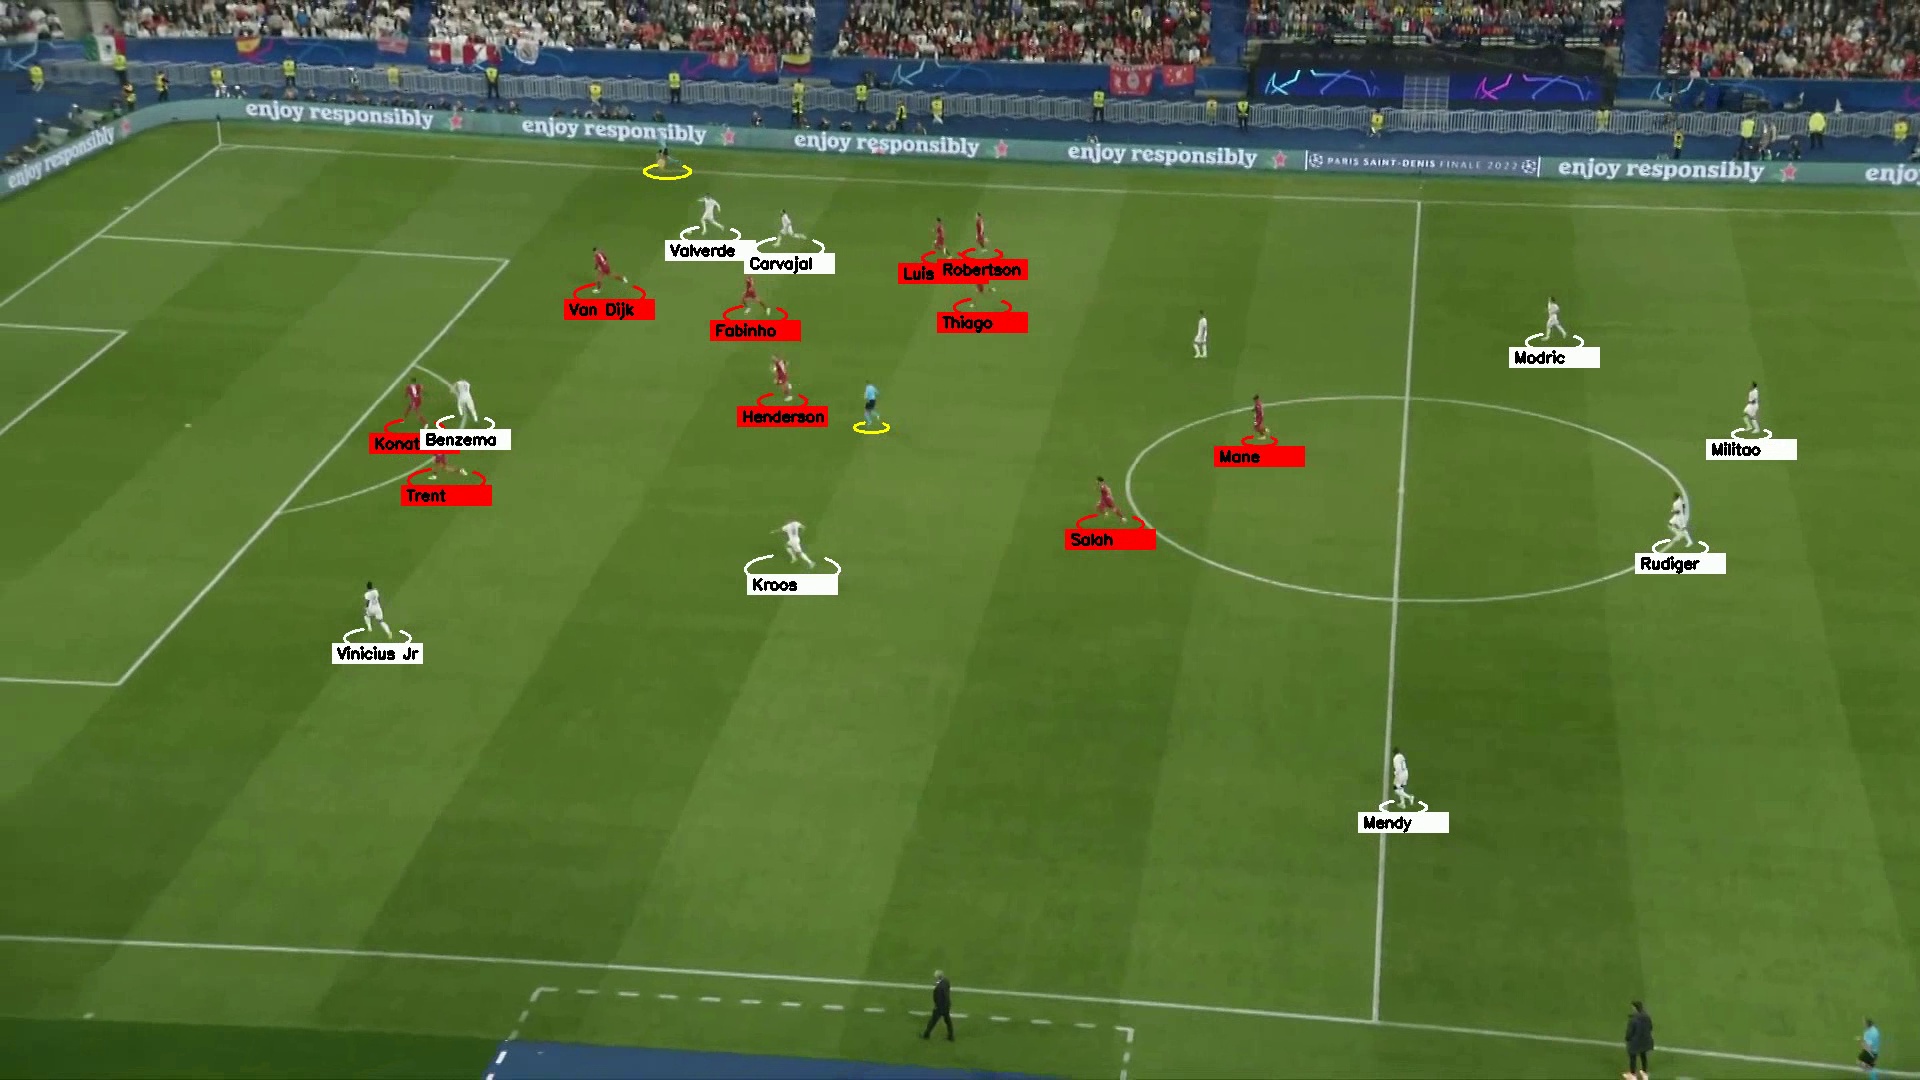 enjoy responsibly
enjoy responsibly
enjoy responsibly
enjoy responsibly
enjoy responsibly
PARIS SAINT-DENIS FINALE 2022
enjoy responsibly
enjoy
Valverde
Carvajal
Luis
Robertson
Van Dijk
Fabinho
Thiago
Modric
Henderson
Konat
Benzema
Mane
Militao
Trent
Salah
Rudiger
Kroos
Vinicius Jr
Mendy